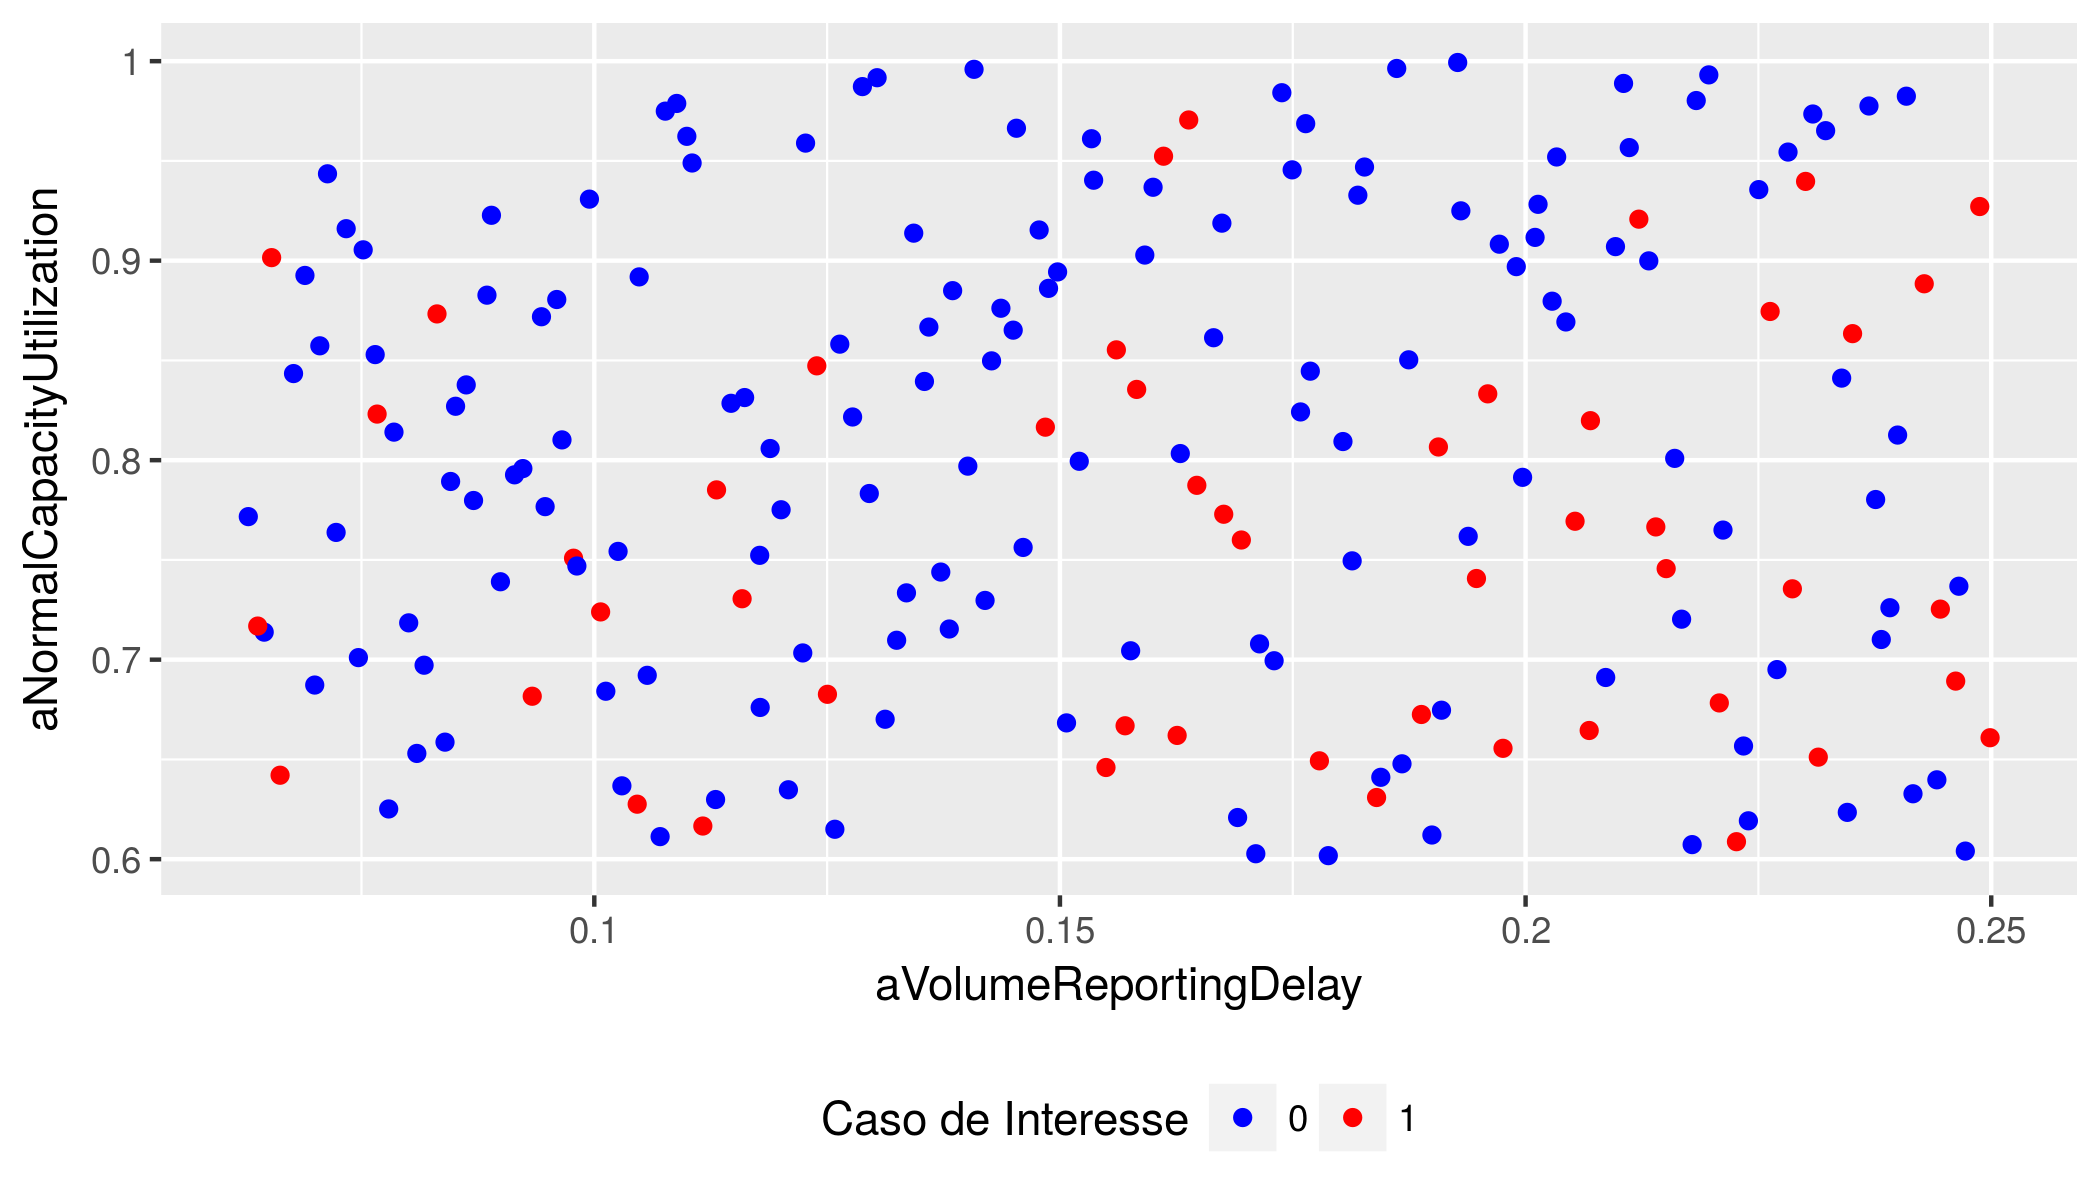 1
0.9
0.8
0.7
0.6
aNormalCapacityUtilization
0.1 0.15 0.2 0.25
aVolumeReportingDelay
Caso de Interesse 0 1